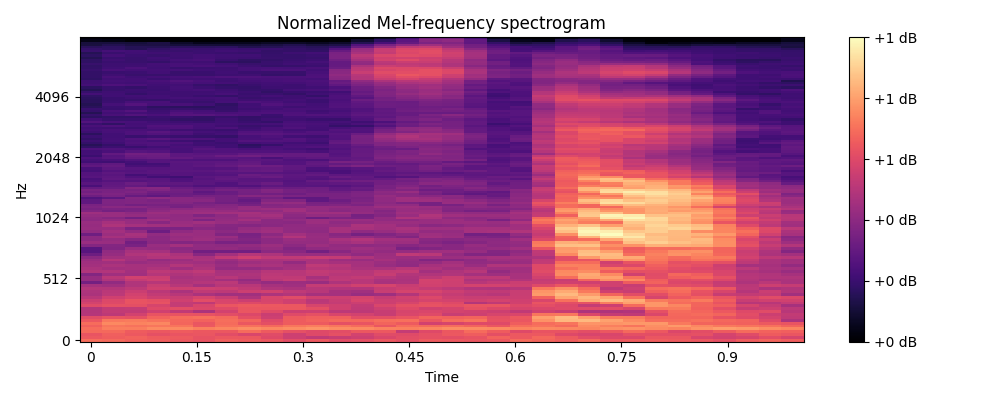 Normalized Mel-frequency spectrogram
Hz
4096
2048
1024
512
0
0 0.15 0.3 0.45 0.6 0.75 0.9
Time
+1 dB
+1 dB
+1 dB
+0 dB
+0 dB
+0 dB